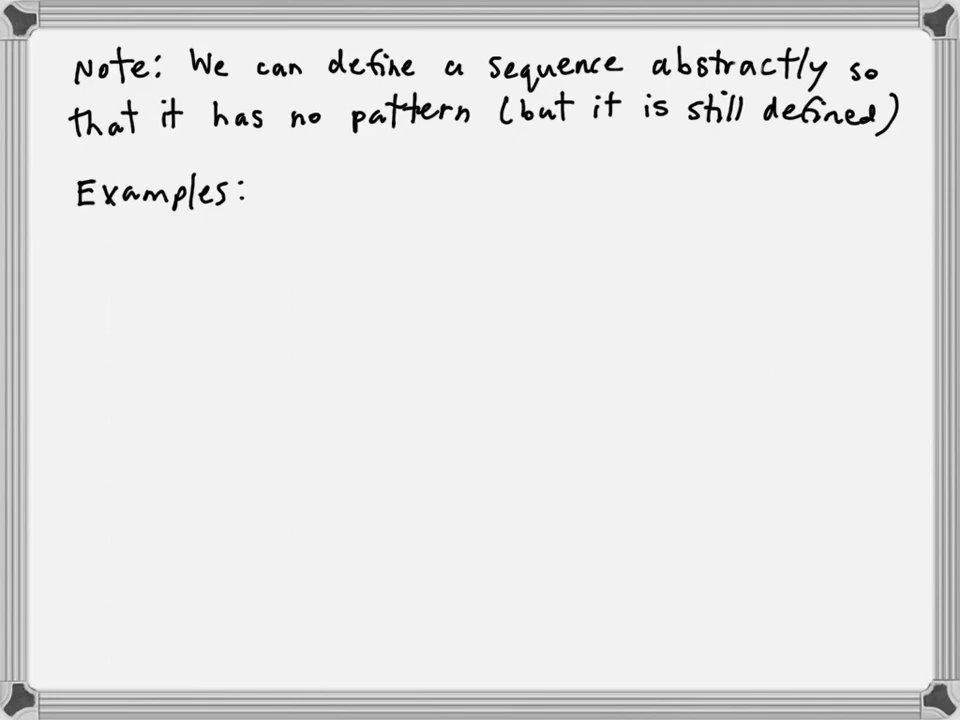 Note: We can define a sequence abstractly so
that it has no pattern (but it is still defined)
Examples: